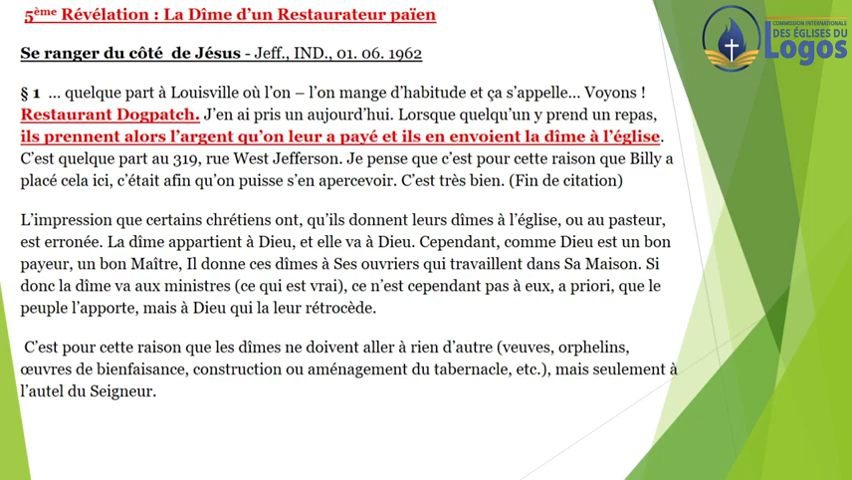 5ème Révélation : La Dîme d’un Restaurateur païen
COMMISSION INTERNATIONALE
DES ÉGLISES DU
Logos
Se ranger du côté de Jésus - Jeff., IND., 01. 06. 1962
§ 1 … quelque part à Louisville où l’on – l’on mange d’habitude et ça s’appelle… Voyons !
Restaurant Dogpatch. J’en ai pris un aujourd’hui. Lorsque quelqu’un y prend un repas,
ils prennent alors l’argent qu’on leur a payé et ils en envoient la dîme à l’église.
C’est quelque part au 319, rue West Jefferson. Je pense que c’est pour cette raison que Billy a
placé cela ici, c’était afin qu’on puisse s’en apercevoir. C’est très bien. (Fin de citation)
L’impression que certains chrétiens ont, qu’ils donnent leurs dîmes à l’église, ou au pasteur,
est erronée. La dîme appartient à Dieu, et elle va à Dieu. Cependant, comme Dieu est un bon
payeur, un bon Maître, Il donne ces dîmes à Ses ouvriers qui travaillent dans Sa Maison. Si
donc la dîme va aux ministres (ce qui est vrai), ce n’est cependant pas à eux, a priori, que le
peuple l’apporte, mais à Dieu qui la leur rétrocède.
C’est pour cette raison que les dîmes ne doivent aller à rien d’autre (veuves, orphelins,
œuvres de bienfaisance, construction ou aménagement du tabernacle, etc.), mais seulement à
l’autel du Seigneur.